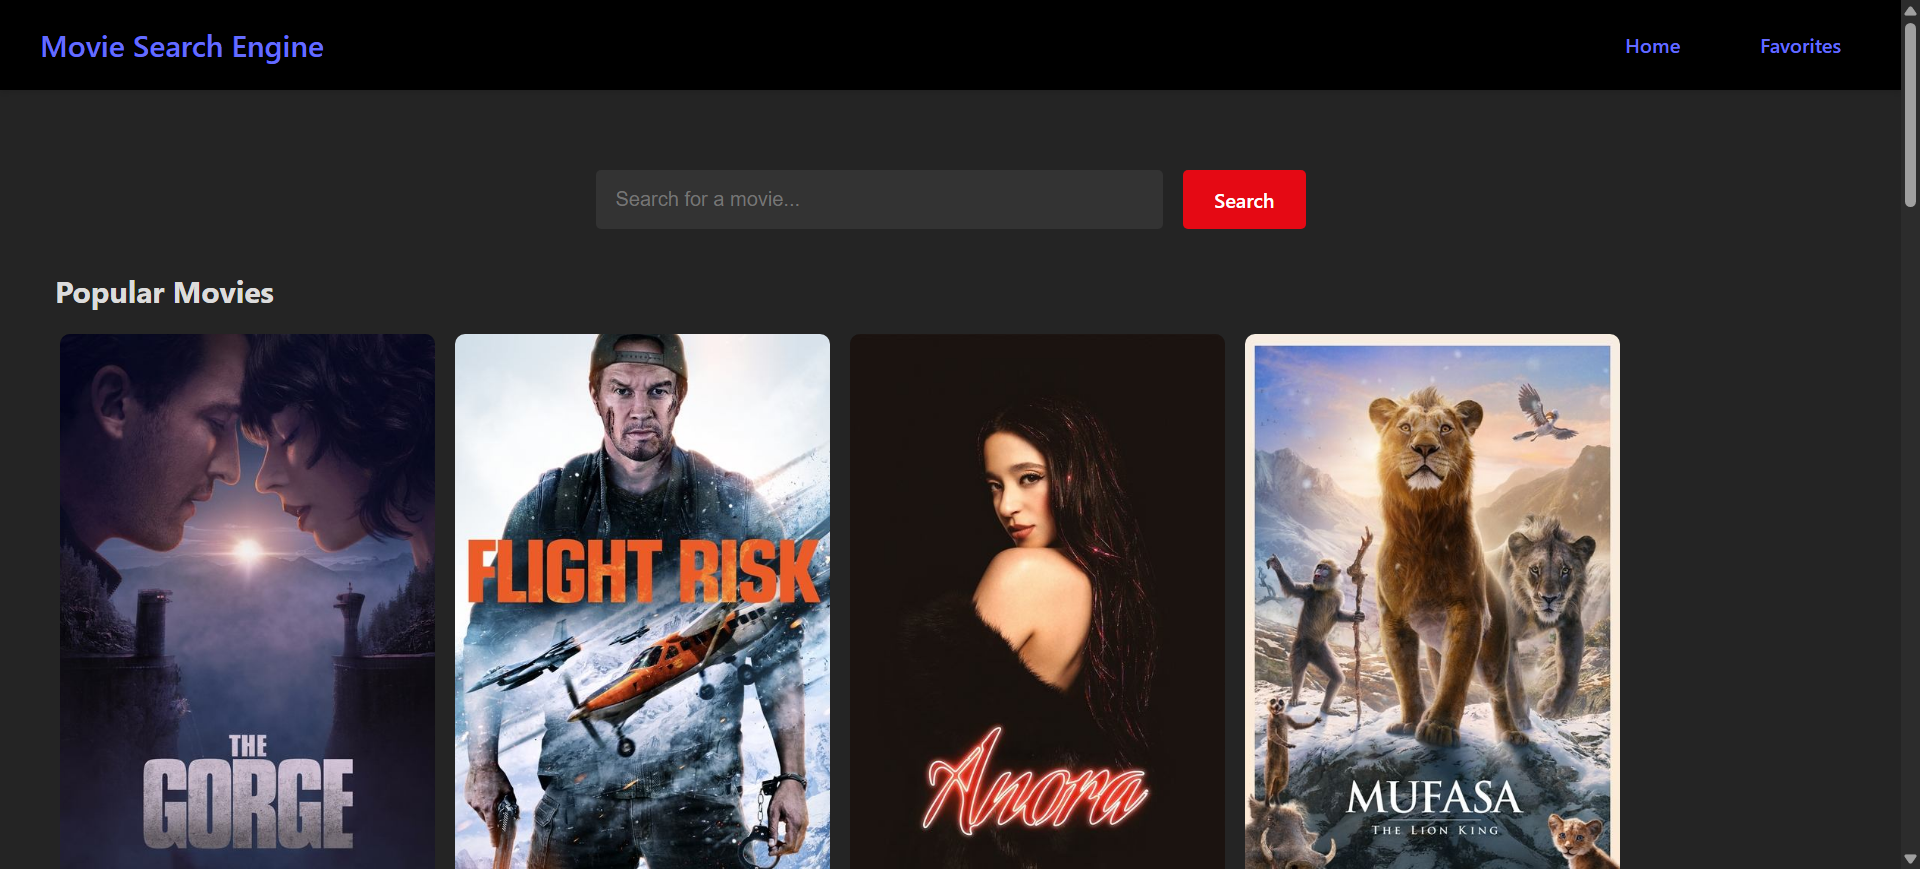 Movie Search Engine
Home
Favorites
Search for a movie...
Search
Popular Movies
THE
GORGE
FLIGHT RISK
Anora
MUFASA
THE LION KING